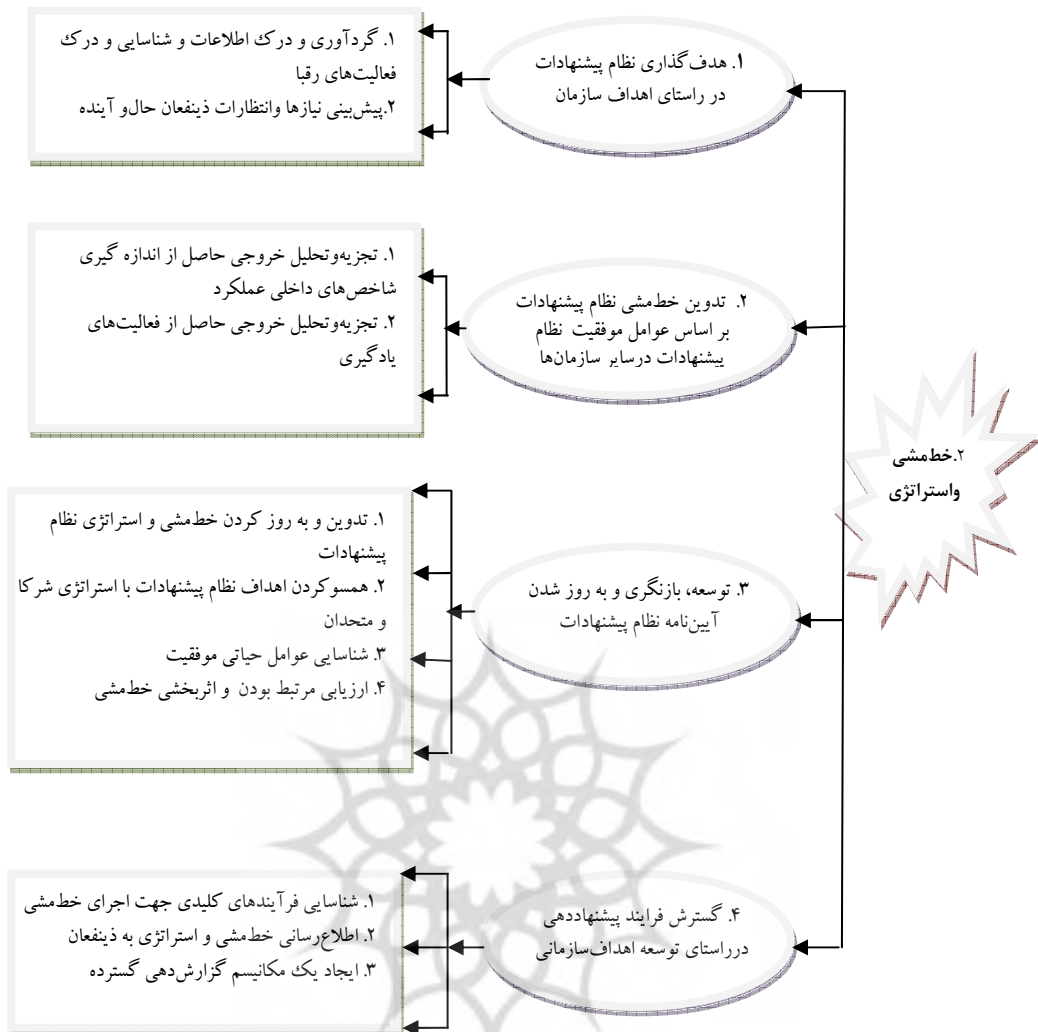 ۲.خط‌مشی
واستراتژی
۱. هدف‌گذاری نظام پیشنهادات
در راستای اهداف سازمان
۱. گردآوری و درک اطلاعات و شناسایی و درک
فعالیت‌های رقبا
۲.پیش‌بینی نیازها وانتظارات ذینفعان حال‌و آینده
۲. تدوین خط‌مشی نظام پیشنهادات
بر اساس عوامل موفقیت نظام
پیشنهادات درسایر سازمان‌ها
۱. تجزیه‌وتحلیل خروجی حاصل از اندازه گیری
شاخص‌های داخلی عملکرد
۲. تجزیه‌وتحلیل خروجی حاصل از فعالیت‌های
یادگیری
۳. توسعه، بازنگری و به روز شدن
آیین‌نامه نظام پیشنهادات
۱. تدوین و به روز کردن خط‌مشی و استراتژی نظام
پیشنهادات
۲. همسوکردن اهداف نظام پیشنهادات با استراتژی شرکا
و متحدان
۳. شناسایی عوامل حیاتی موفقیت
۴. ارزیابی مرتبط بودن و اثربخشی خط‌مشی
۴. گسترش فرایند پیشنهاددهی
درراستای توسعه اهداف‌سازمانی
۱. شناسایی فرآیندهای کلیدی جهت اجرای خط‌مشی
۲. اطلاع‌رسانی خط‌مشی و استراتژی به ذینفعان
۳. ایجاد یک مکانیسم گزارش‌دهی گسترده